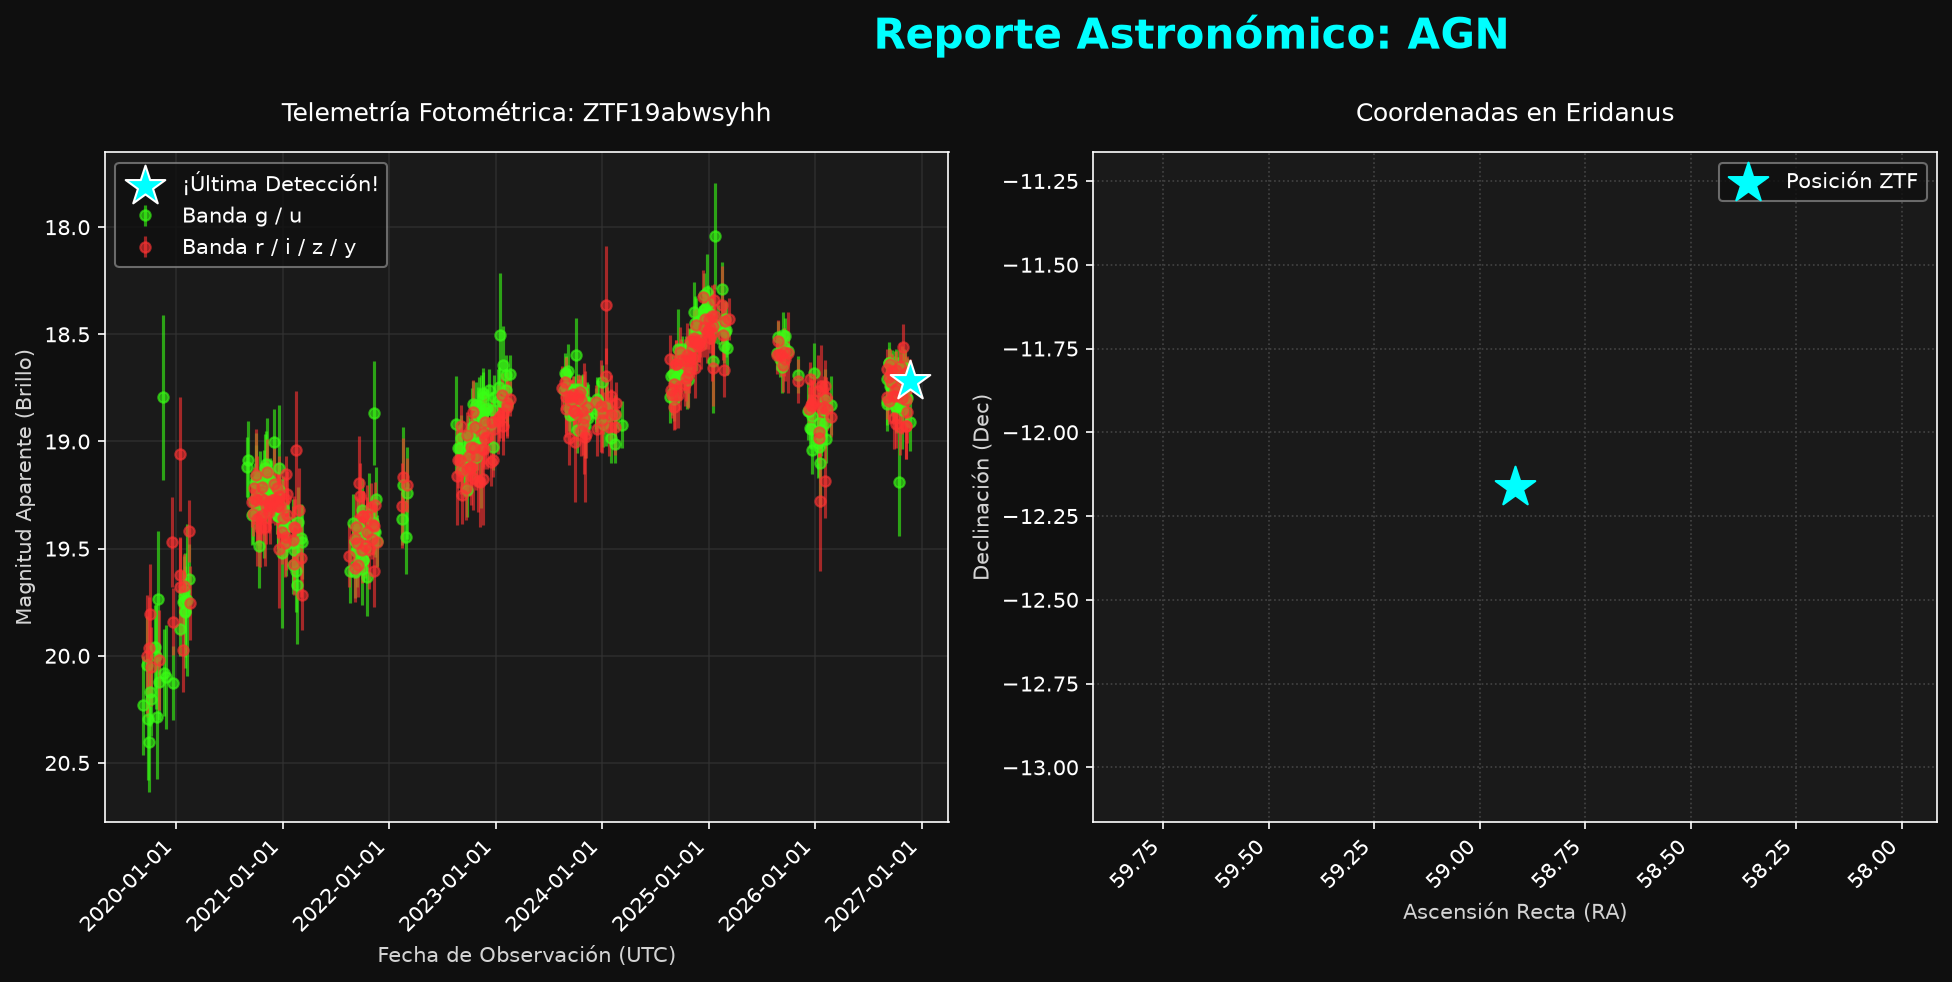 Reporte Astronómico: AGN
Telemetría Fotométrica: ZTF19abwsyhh
¡Última Detección!
Banda g / u
Banda r / i / z / y
Magnitud Aparente (Brillo)
18.0
18.5
19.0
19.5
20.0
20.5
2020-01-01
2021-01-01
2022-01-01
2023-01-01
2024-01-01
2025-01-01
2026-01-01
2027-01-01
Fecha de Observación (UTC)
Coordenadas en Eridanus
Posición ZTF
Declinación (Dec)
−11.25
−11.50
−11.75
−12.00
−12.25
−12.50
−12.75
−13.00
59.75
59.50
59.25
59.00
58.75
58.50
58.25
58.00
Ascensión Recta (RA)